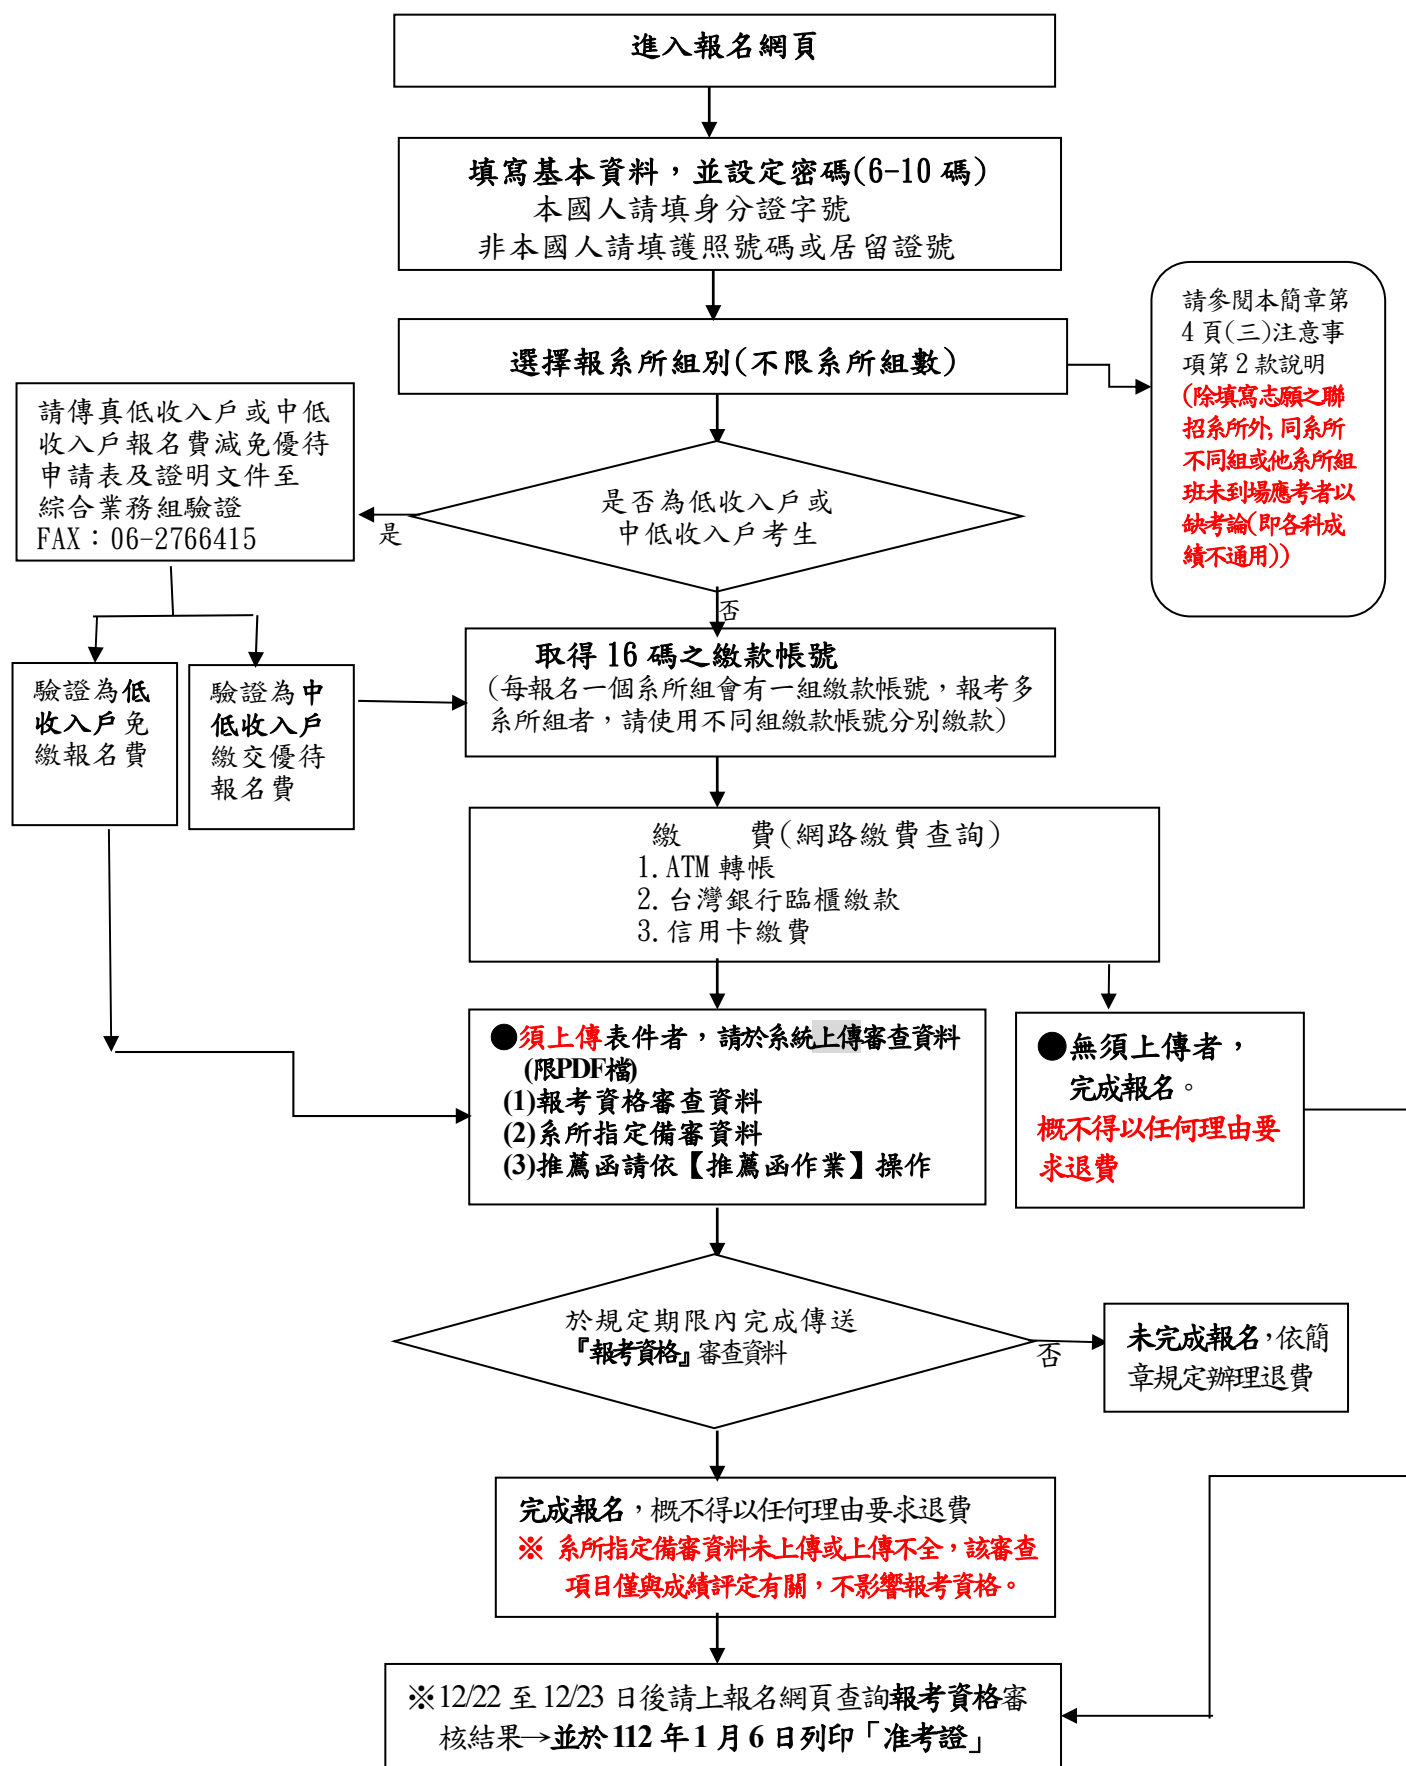 進入報名網頁
填寫基本資料，並設定密碼(6-10 碼)
本國人請填身分證字號
非本國人請填護照號碼或居留證號
選擇報系所組別(不限系所組數)
請參閱本簡章第
4 頁(三)注意事
項第 2 款說明
(除填寫志願之聯
招系所外, 同系所
不同組或他系所組
班未到場應考者以
缺考論(即各科成
績不通用))
請傳真低收入戶或中低
收入戶報名費減免優待
申請表及證明文件至
綜合業務組驗證
FAX：06-2766415
是否為低收入戶或
中低收入戶考生
是
否
驗證為低
收入戶免
繳報名費
驗證為中
低收入戶
繳交優待
報名費
取得 16 碼之繳款帳號
(每報名一個系所組會有一組繳款帳號，報考多
系所組者，請使用不同組繳款帳號分別繳款)
繳　　費(網路繳費查詢)
1. ATM 轉帳
2. 台灣銀行臨櫃繳款
3. 信用卡繳費
●須上傳表件者，請於系統上傳審查資料
(限PDF檔)
(1)報考資格審查資料
(2)系所指定備審資料
(3)推薦函請依【推薦函作業】操作
●無須上傳者，
完成報名。
概不得以任何理由要
求退費
於規定期限內完成傳送
『報考資格』審查資料
否
未完成報名，依簡
章規定辦理退費
完成報名，概不得以任何理由要求退費
※ 系所指定備審資料未上傳或上傳不全，該審查
項目僅與成績評定有關，不影響報考資格。
※12/22 至 12/23 日後請上報名網頁查詢報考資格審
核結果→並於 112 年 1 月 6 日列印「准考證」